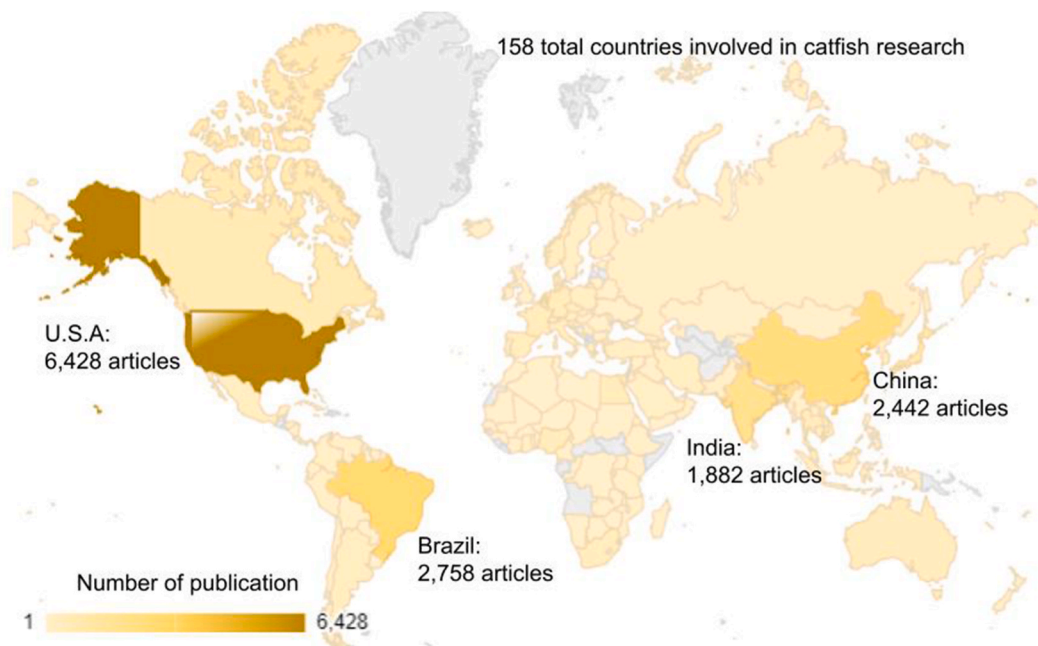 158 total countries involved in catfish research
U.S.A:
6,428 articles
China:
2,442 articles
India:
1,882 articles
Brazil:
2,758 articles
Number of publication
1
6,428